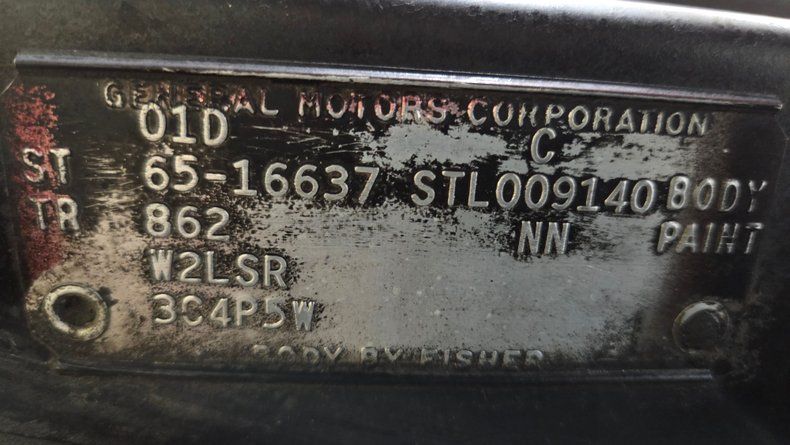 GENERAL MOTORS CORPORATION
01D C
ST 65-16637 STL009140 BODY
TR 862 NN PAINT
W2LSR
3C4P5W
BODY BY FISHER